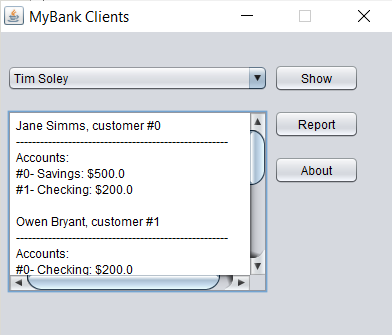 MyBank Clients
Tim Soley
Show
Jane Simms, customer #0
-----------------------------------------------------
Accounts:
#0- Savings: $500.0
#1- Checking: $200.0
Owen Bryant, customer #1
-----------------------------------------------------
Accounts:
#0- Checking: $200.0
Report
About